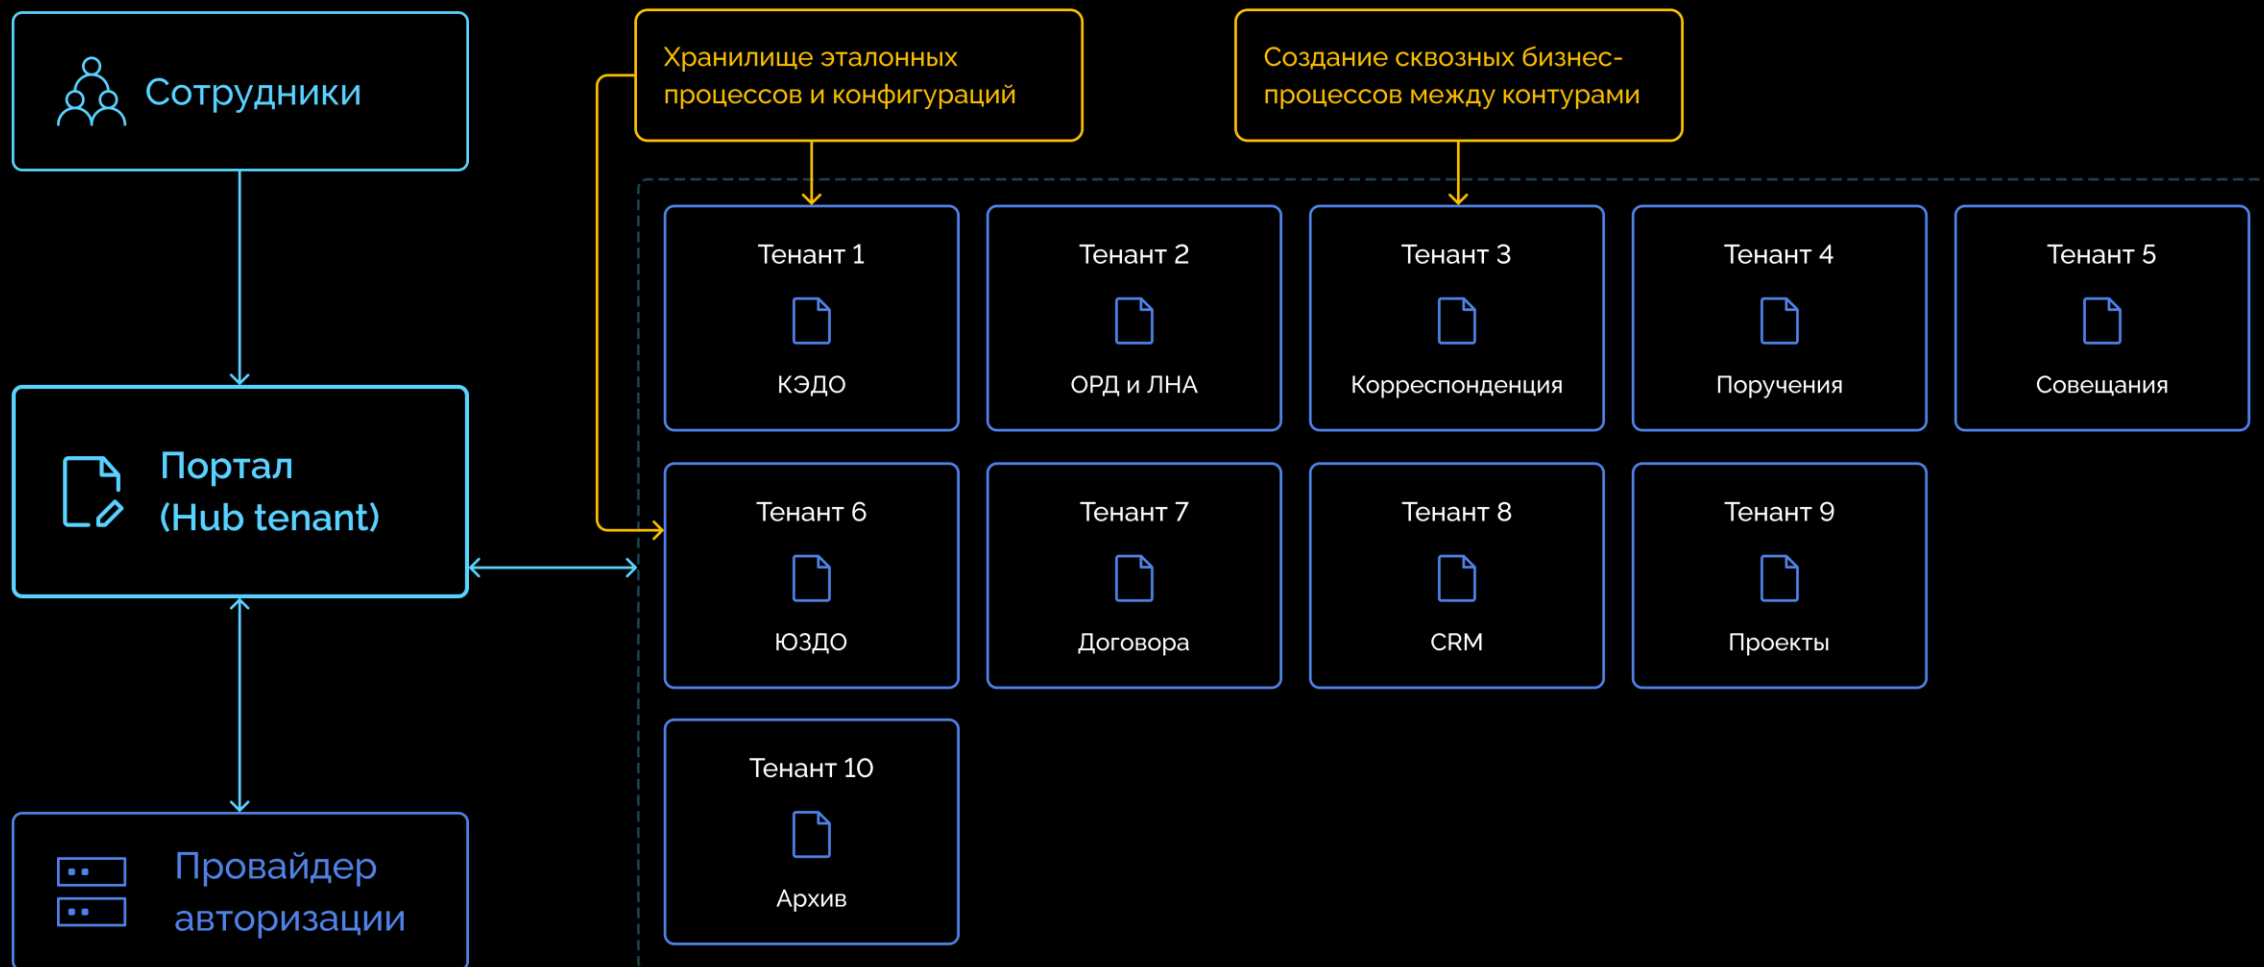 Сотрудники
Хранилище эталонных
процессов и конфигураций
Создание сквозных бизнес-
процессов между контурами
Портал
(Hub tenant)
Провайдер
авторизации
Тенант 1
КЭДО
Тенант 2
ОРД и ЛНА
Тенант 3
Корреспонденция
Тенант 4
Поручения
Тенант 5
Совещания
Тенант 6
ЮЗДО
Тенант 7
Договора
Тенант 8
CRM
Тенант 9
Проекты
Тенант 10
Архив